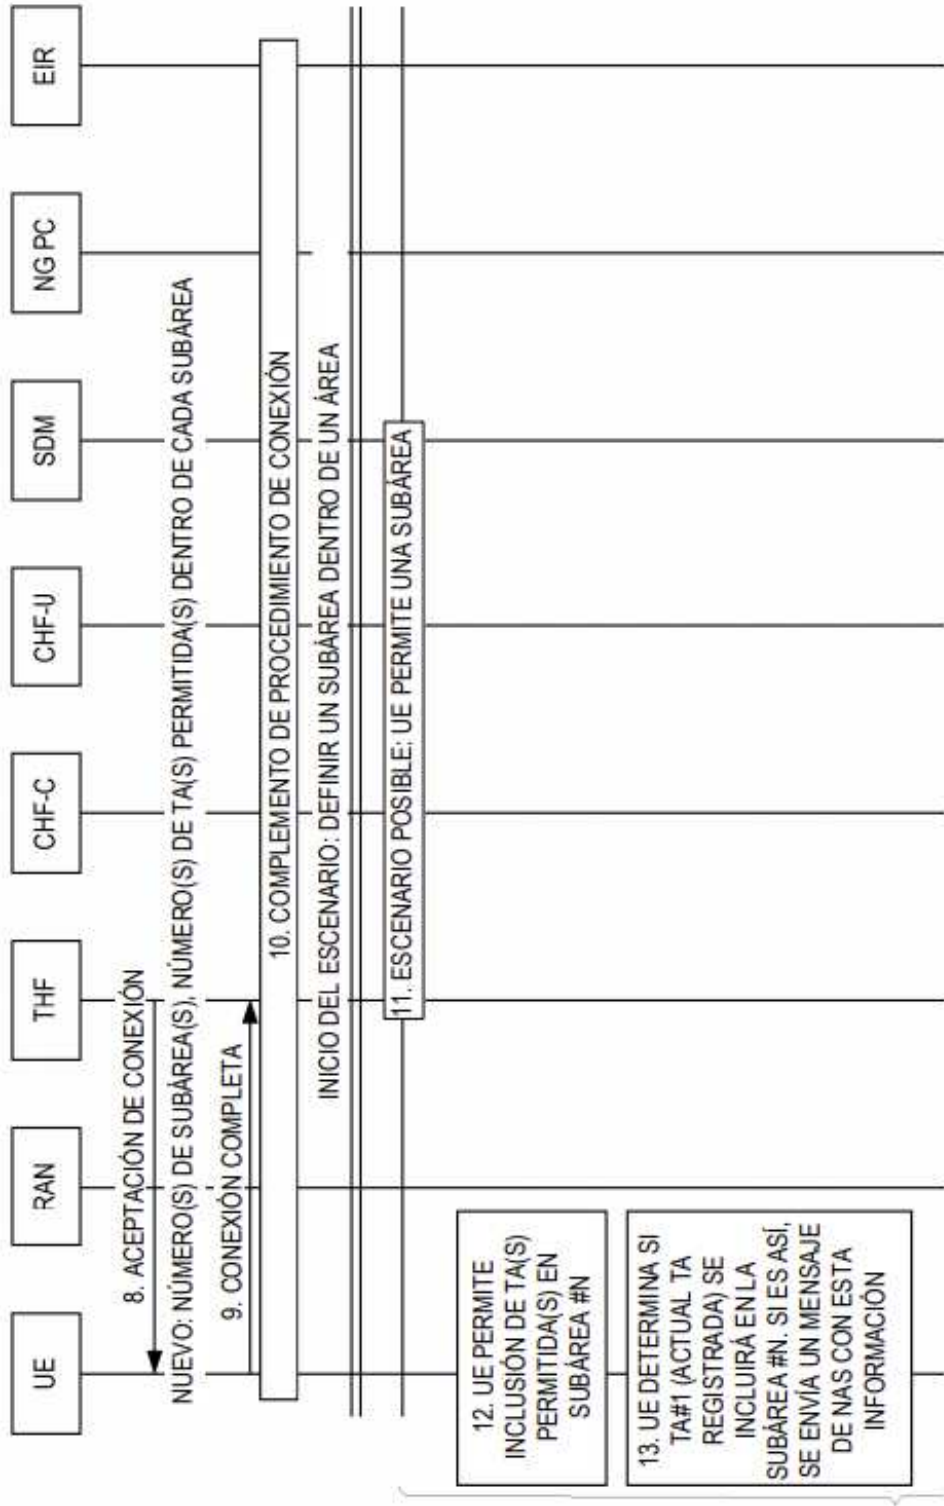 UE
RAN
THF
CHF-C
CHF-U
SDM
NG PC
EIR
8. ACEPTACIÓN DE CONEXIÓN
NUEVO: NÚMERO(S) DE SUBÁREA(S), NÚMERO(S) DE TA(S) PERMITIDA(S) DENTRO DE CADA SUBÁREA
9. CONEXIÓN COMPLETA
10. COMPLEMENTO DE PROCEDIMIENTO DE CONEXIÓN
INICIO DEL ESCENARIO: DEFINIR UN SUBÁREA DENTRO DE UN ÁREA
11. ESCENARIO POSIBLE: UE PERMITE UNA SUBÁREA
12. UE PERMITE
INCLUSIÓN DE TA(S)
PERMITIDA(S) EN
SUBÁREA #N
13. UE DETERMINA SI
TA#1 (ACTUAL TA
REGISTRADA) SE
INCLUIRÁ EN LA
SUBÁREA #N. SI ES ASÍ,
SE ENVÍA UN MENSAJE
DE NAS CON ESTA
INFORMACIÓN